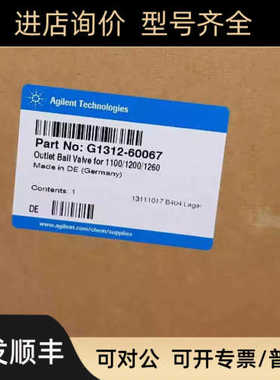 进店询价 型号齐全
Agilent Technologies
Part No: G1312-60067
Outlet Ball Valve for 1100/1200/1260
Made in DE (Germany)
Contents: 1
13111017 B404 Lager
DE
www.agilent.com/chem/supplies
发顺丰
可对公 可开专票/普